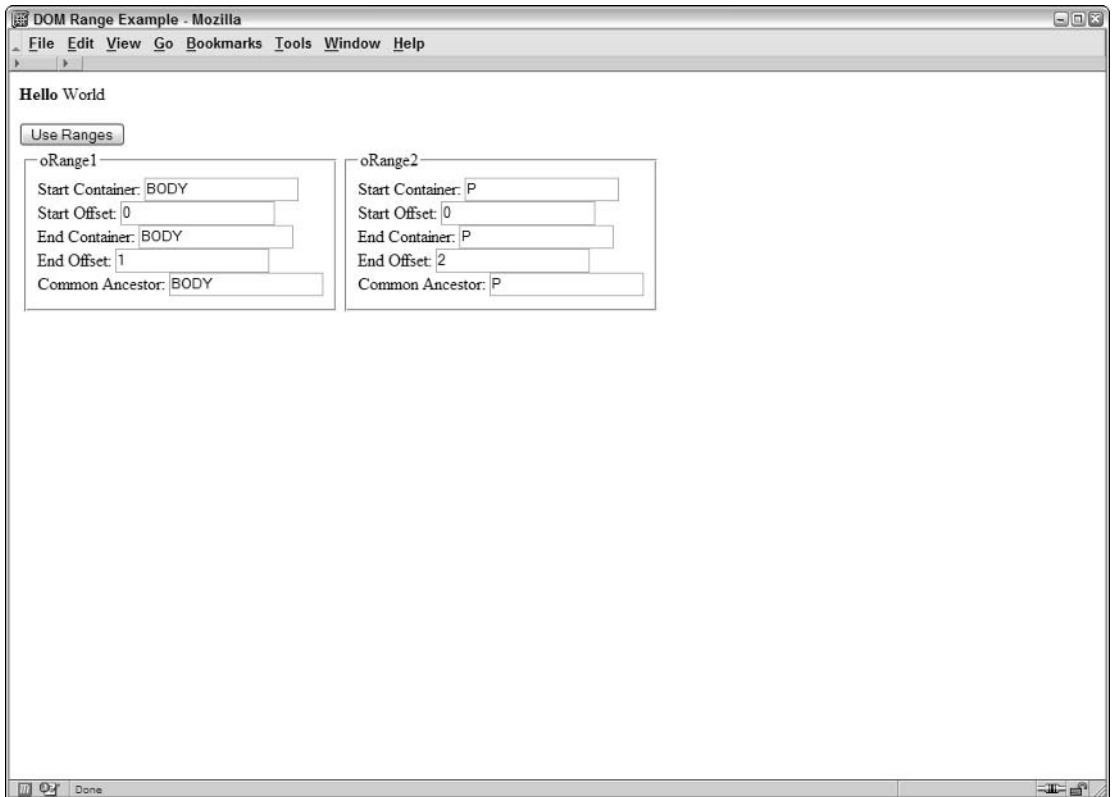 DOM Range Example - Mozilla
File Edit View Go Bookmarks Tools Window Help
Hello World
Use Ranges
oRange1
Start Container: BODY
Start Offset: 0
End Container: BODY
End Offset: 1
Common Ancestor: BODY
oRange2
Start Container: P
Start Offset: 0
End Container: P
End Offset: 2
Common Ancestor: P
Done